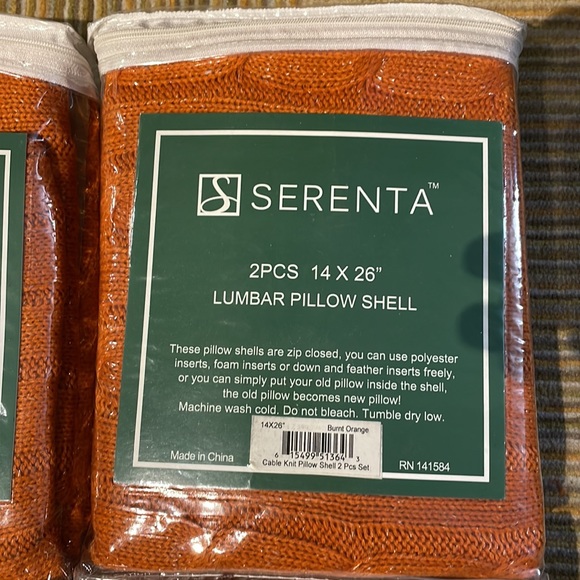 SERENTA™
2PCS 14 X 26”
LUMBAR PILLOW SHELL
These pillow shells are zip closed, you can use polyester
inserts, foam inserts or down and feather inserts freely,
or you can simply put your old pillow inside the shell,
the old pillow becomes new pillow!
Machine wash cold. Do not bleach. Tumble dry low.
14X26" Burnt Orange
6 15499 51364 3
Cable Knit Pillow Shell 2 Pcs Set
Made in China
RN 141584